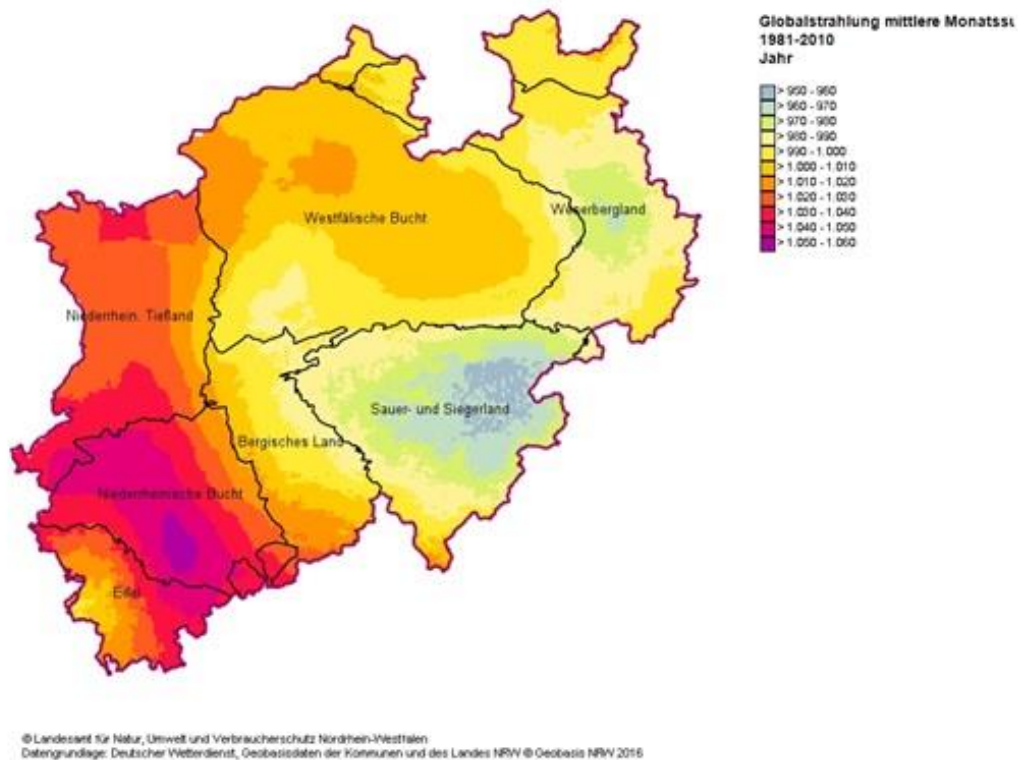 Globalstrahlung mittlere Monatssu
1981-2010
Jahr
> 950 - 960
> 960 - 970
> 970 - 980
> 980 - 990
> 990 - 1.000
> 1.000 - 1.010
> 1.010 - 1.020
> 1.020 - 1.030
> 1.030 - 1.040
> 1.040 - 1.050
> 1.050 - 1.060
Westfälische Bucht
Weserbergland
Niederrhein. Tiefland
Sauer- und Siegerland
Bergisches Land
Niederrheinische Bucht
Eifel
© Landesamt für Natur, Umwelt und Verbraucherschutz Nordrhein-Westfalen
Datengrundlage: Deutscher Wetterdienst, Geobasisdaten der Kommunen und des Landes NRW © Geobasis NRW 2016